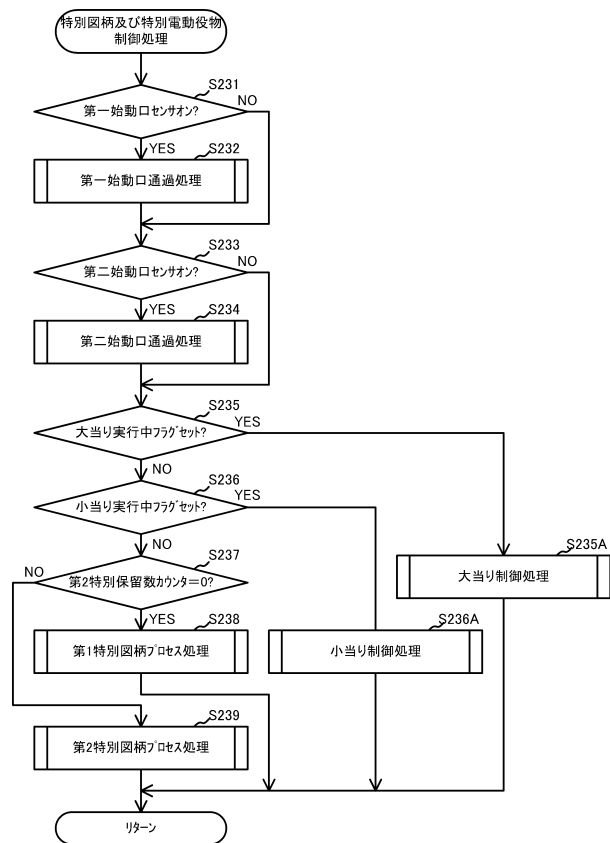 特別図柄及び特別電動役物
制御処理
S231
第一始動口センサオン?
NO
YES
S232
第一始動口通過処理
S233
第二始動口センサオン?
NO
YES
S234
第二始動口通過処理
S235
大当り実行中フラグセット?
YES
NO
S236
小当り実行中フラグセット?
YES
NO
S237
NO
第2特別保留数カウンタ=0?
S235A
大当り制御処理
YES
S238
第1特別図柄プロセス処理
S236A
小当り制御処理
S239
第2特別図柄プロセス処理
リターン